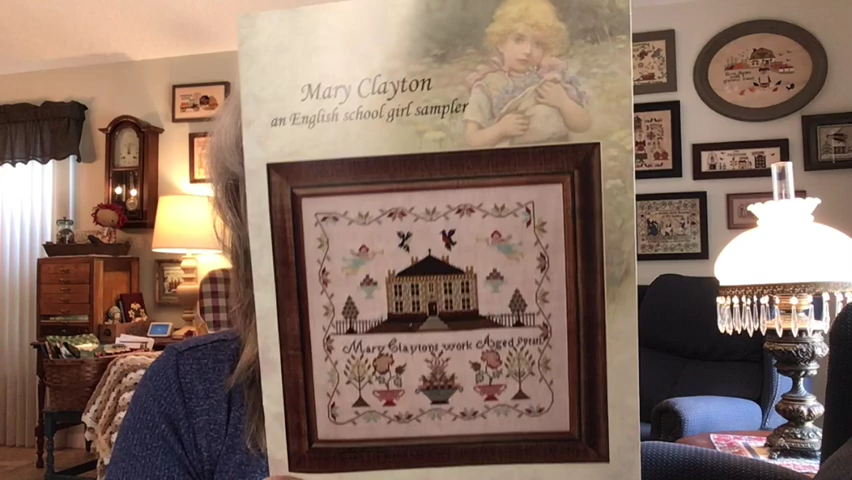 Mary Clayton
an English school girl sampler
Mary Claytons work Aged